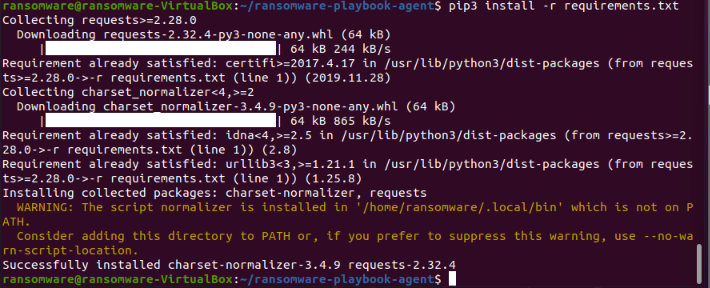 ransomware@ransomware-VirtualBox:~/ransomware-playbook-agent$ pip3 install -r requirements.txt
Collecting requests>=2.28.0
  Downloading requests-2.32.4-py3-none-any.whl (64 kB)
     |████████████████████████████████| 64 kB 244 kB/s
Requirement already satisfied: certifi>=2017.4.17 in /usr/lib/python3/dist-packages (from reques
ts>=2.28.0->-r requirements.txt (line 1)) (2019.11.28)
Collecting charset_normalizer<4,>=2
  Downloading charset_normalizer-3.4.9-py3-none-any.whl (64 kB)
     |████████████████████████████████| 64 kB 865 kB/s
Requirement already satisfied: idna<4,>=2.5 in /usr/lib/python3/dist-packages (from requests>=2.
28.0->-r requirements.txt (line 1)) (2.8)
Requirement already satisfied: urllib3<3,>=1.21.1 in /usr/lib/python3/dist-packages (from reques
ts>=2.28.0->-r requirements.txt (line 1)) (1.25.8)
Installing collected packages: charset-normalizer, requests
  WARNING: The script normalizer is installed in '/home/ransomware/.local/bin' which is not on P
ATH.
  Consider adding this directory to PATH or, if you prefer to suppress this warning, use --no-wa
rn-script-location.
Successfully installed charset-normalizer-3.4.9 requests-2.32.4
ransomware@ransomware-VirtualBox:~/ransomware-playbook-agent$